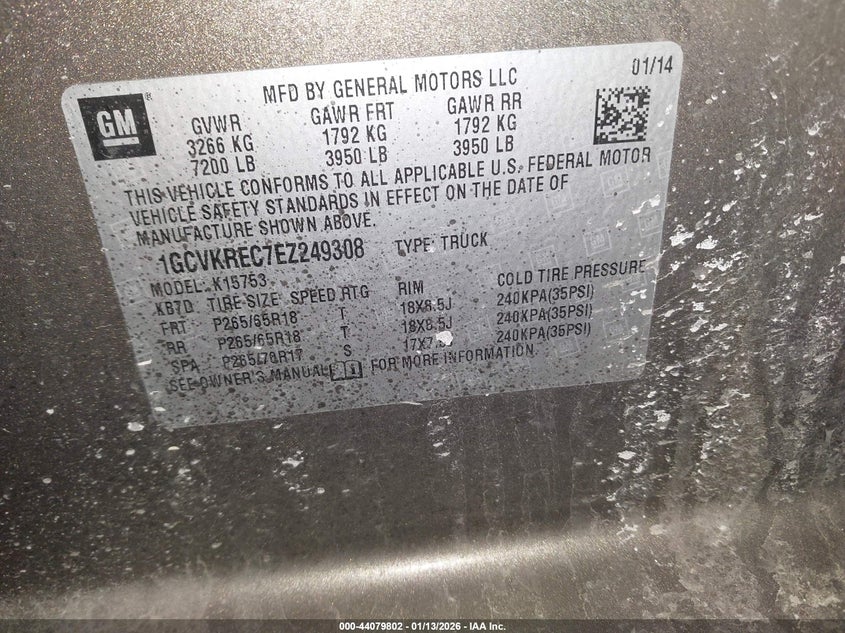 GM
MFD BY GENERAL MOTORS LLC 01/14
GVWR GAWR FRT GAWR RR
3266 KG 1792 KG 1792 KG
7200 LB 3950 LB 3950 LB
THIS VEHICLE CONFORMS TO ALL APPLICABLE U.S. FEDERAL MOTOR
VEHICLE SAFETY STANDARDS IN EFFECT ON THE DATE OF
MANUFACTURE SHOWN ABOVE.
1GCVKREC7EZ249308 TYPE: TRUCK
MODEL: K15753
KB7D TIRE SIZE SPEED RTG RIM COLD TIRE PRESSURE
FRT P265/65R18 T 18X8.5J 240KPA(35PSI)
RR P265/65R18 T 18X8.5J 240KPA(35PSI)
SPA P265/70R17 S 240KPA(35PSI)
SEE OWNER'S MANUAL FOR MORE INFORMATION.
000-44079802 - 01/13/2026 - IAA Inc.